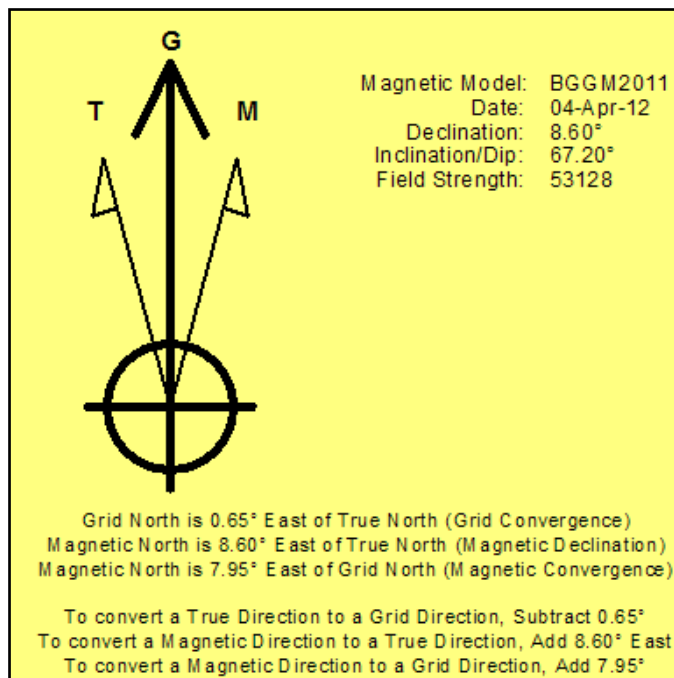 G
T M
Magnetic Model: BGGM2011
Date: 04-Apr-12
Declination: 8.60°
Inclination/Dip: 67.20°
Field Strength: 53128
Grid North is 0.65° East of True North (Grid Convergence)
Magnetic North is 8.60° East of True North (Magnetic Declination)
Magnetic North is 7.95° East of Grid North (Magnetic Convergence)
To convert a True Direction to a Grid Direction, Subtract 0.65°
To convert a Magnetic Direction to a True Direction, Add 8.60° East
To convert a Magnetic Direction to a Grid Direction, Add 7.95°